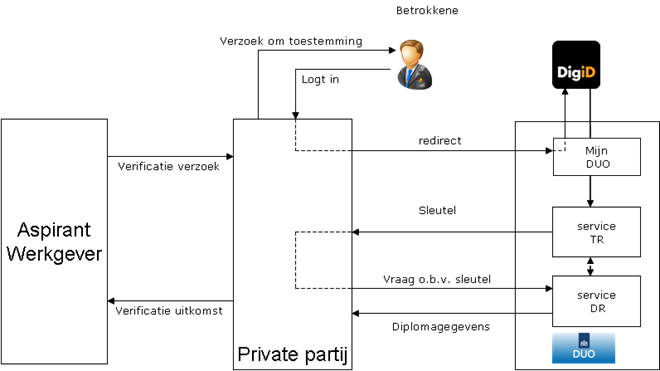 Betrokkene
Verzoek om toestemming
Logt in
DigiD
redirect
Mijn
DUO
Verificatie verzoek
Aspirant
Werkgever
Sleutel
service
TR
Vraag o.b.v. sleutel
service
DR
Verificatie uitkomst
Diplomagegevens
Private partij
DUO